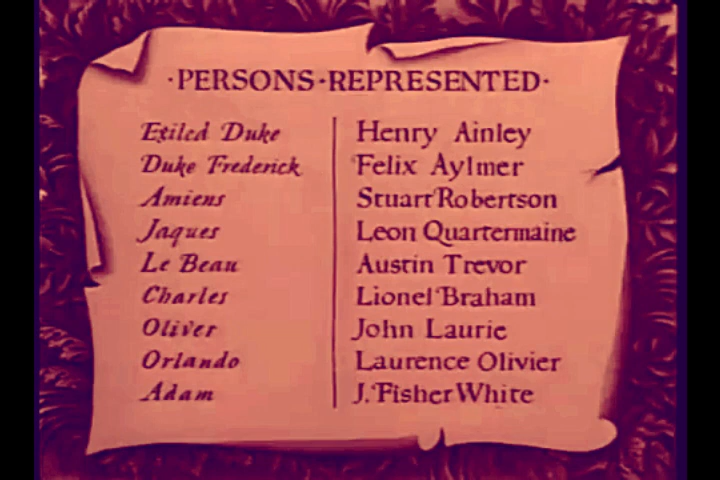 ·PERSONS·REPRESENTED·
Exiled Duke Henry Ainley
Duke Frederick Felix Aylmer
Amiens Stuart Robertson
Jaques Leon Quartermaine
Le Beau Austin Trevor
Charles Lionel Braham
Oliver John Laurie
Orlando Laurence Olivier
Adam J. Fisher White